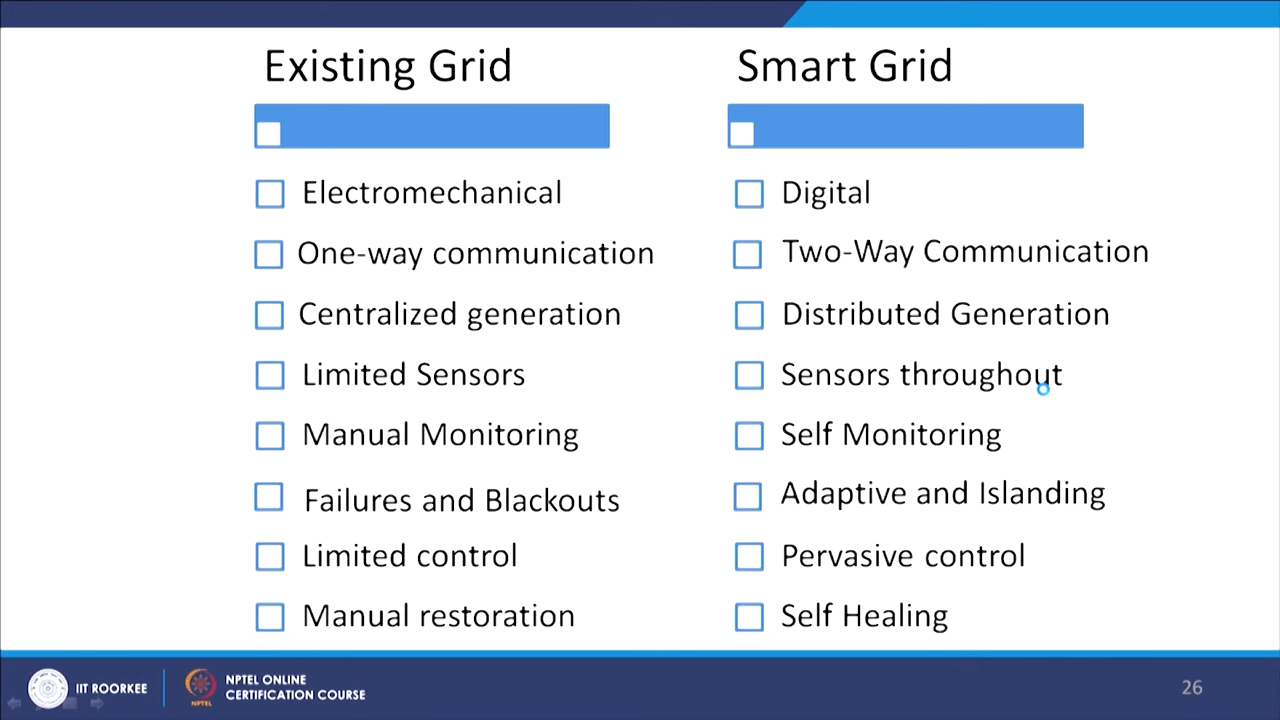 Existing Grid
Electromechanical
One-way communication
Centralized generation
Limited Sensors
Manual Monitoring
Failures and Blackouts
Limited control
Manual restoration
Smart Grid
Digital
Two-Way Communication
Distributed Generation
Sensors throughout
Self Monitoring
Adaptive and Islanding
Pervasive control
Self Healing
IIT ROORKEE
NPTEL
NPTEL ONLINE
CERTIFICATION COURSE
26